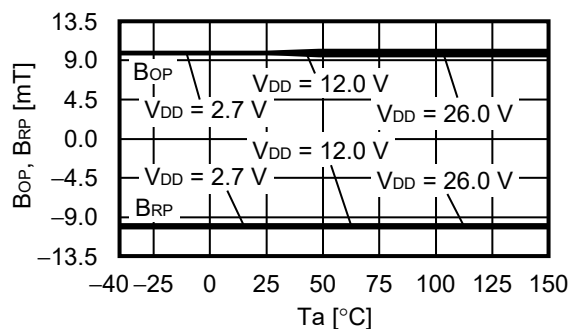 13.5
9.0
4.5
0.0
−4.5
−9.0
−13.5
BOP, BRP [mT]
BOP
VDD = 12.0 V
VDD = 2.7 V
VDD = 26.0 V
VDD = 12.0 V
VDD = 2.7 V
VDD = 26.0 V
BRP
−40 −25 0 25 50 75 100 125 150
Ta [°C]